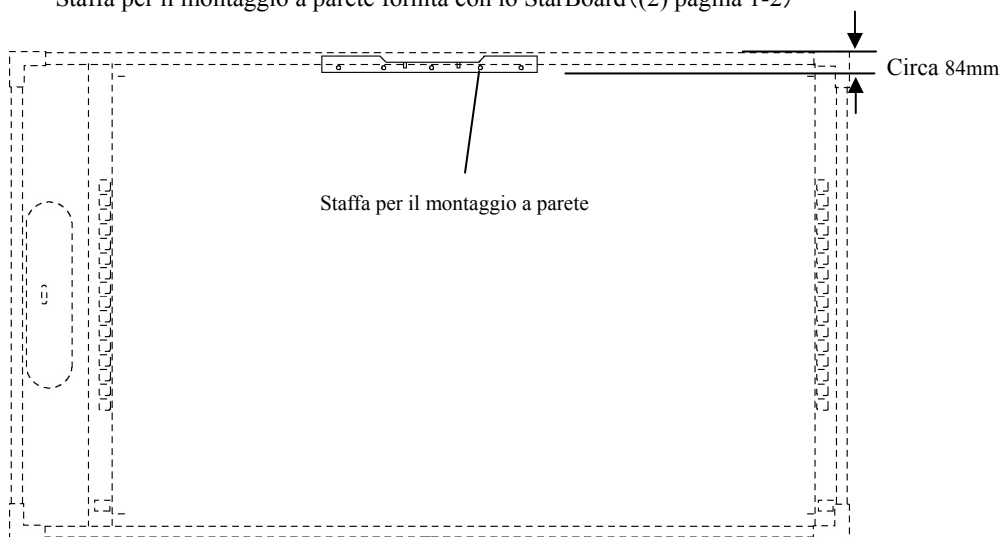 Staffa per il montaggio a parete fornita con lo StarBoard((2) pagina 1-2)
Circa 84mm
Staffa per il montaggio a parete